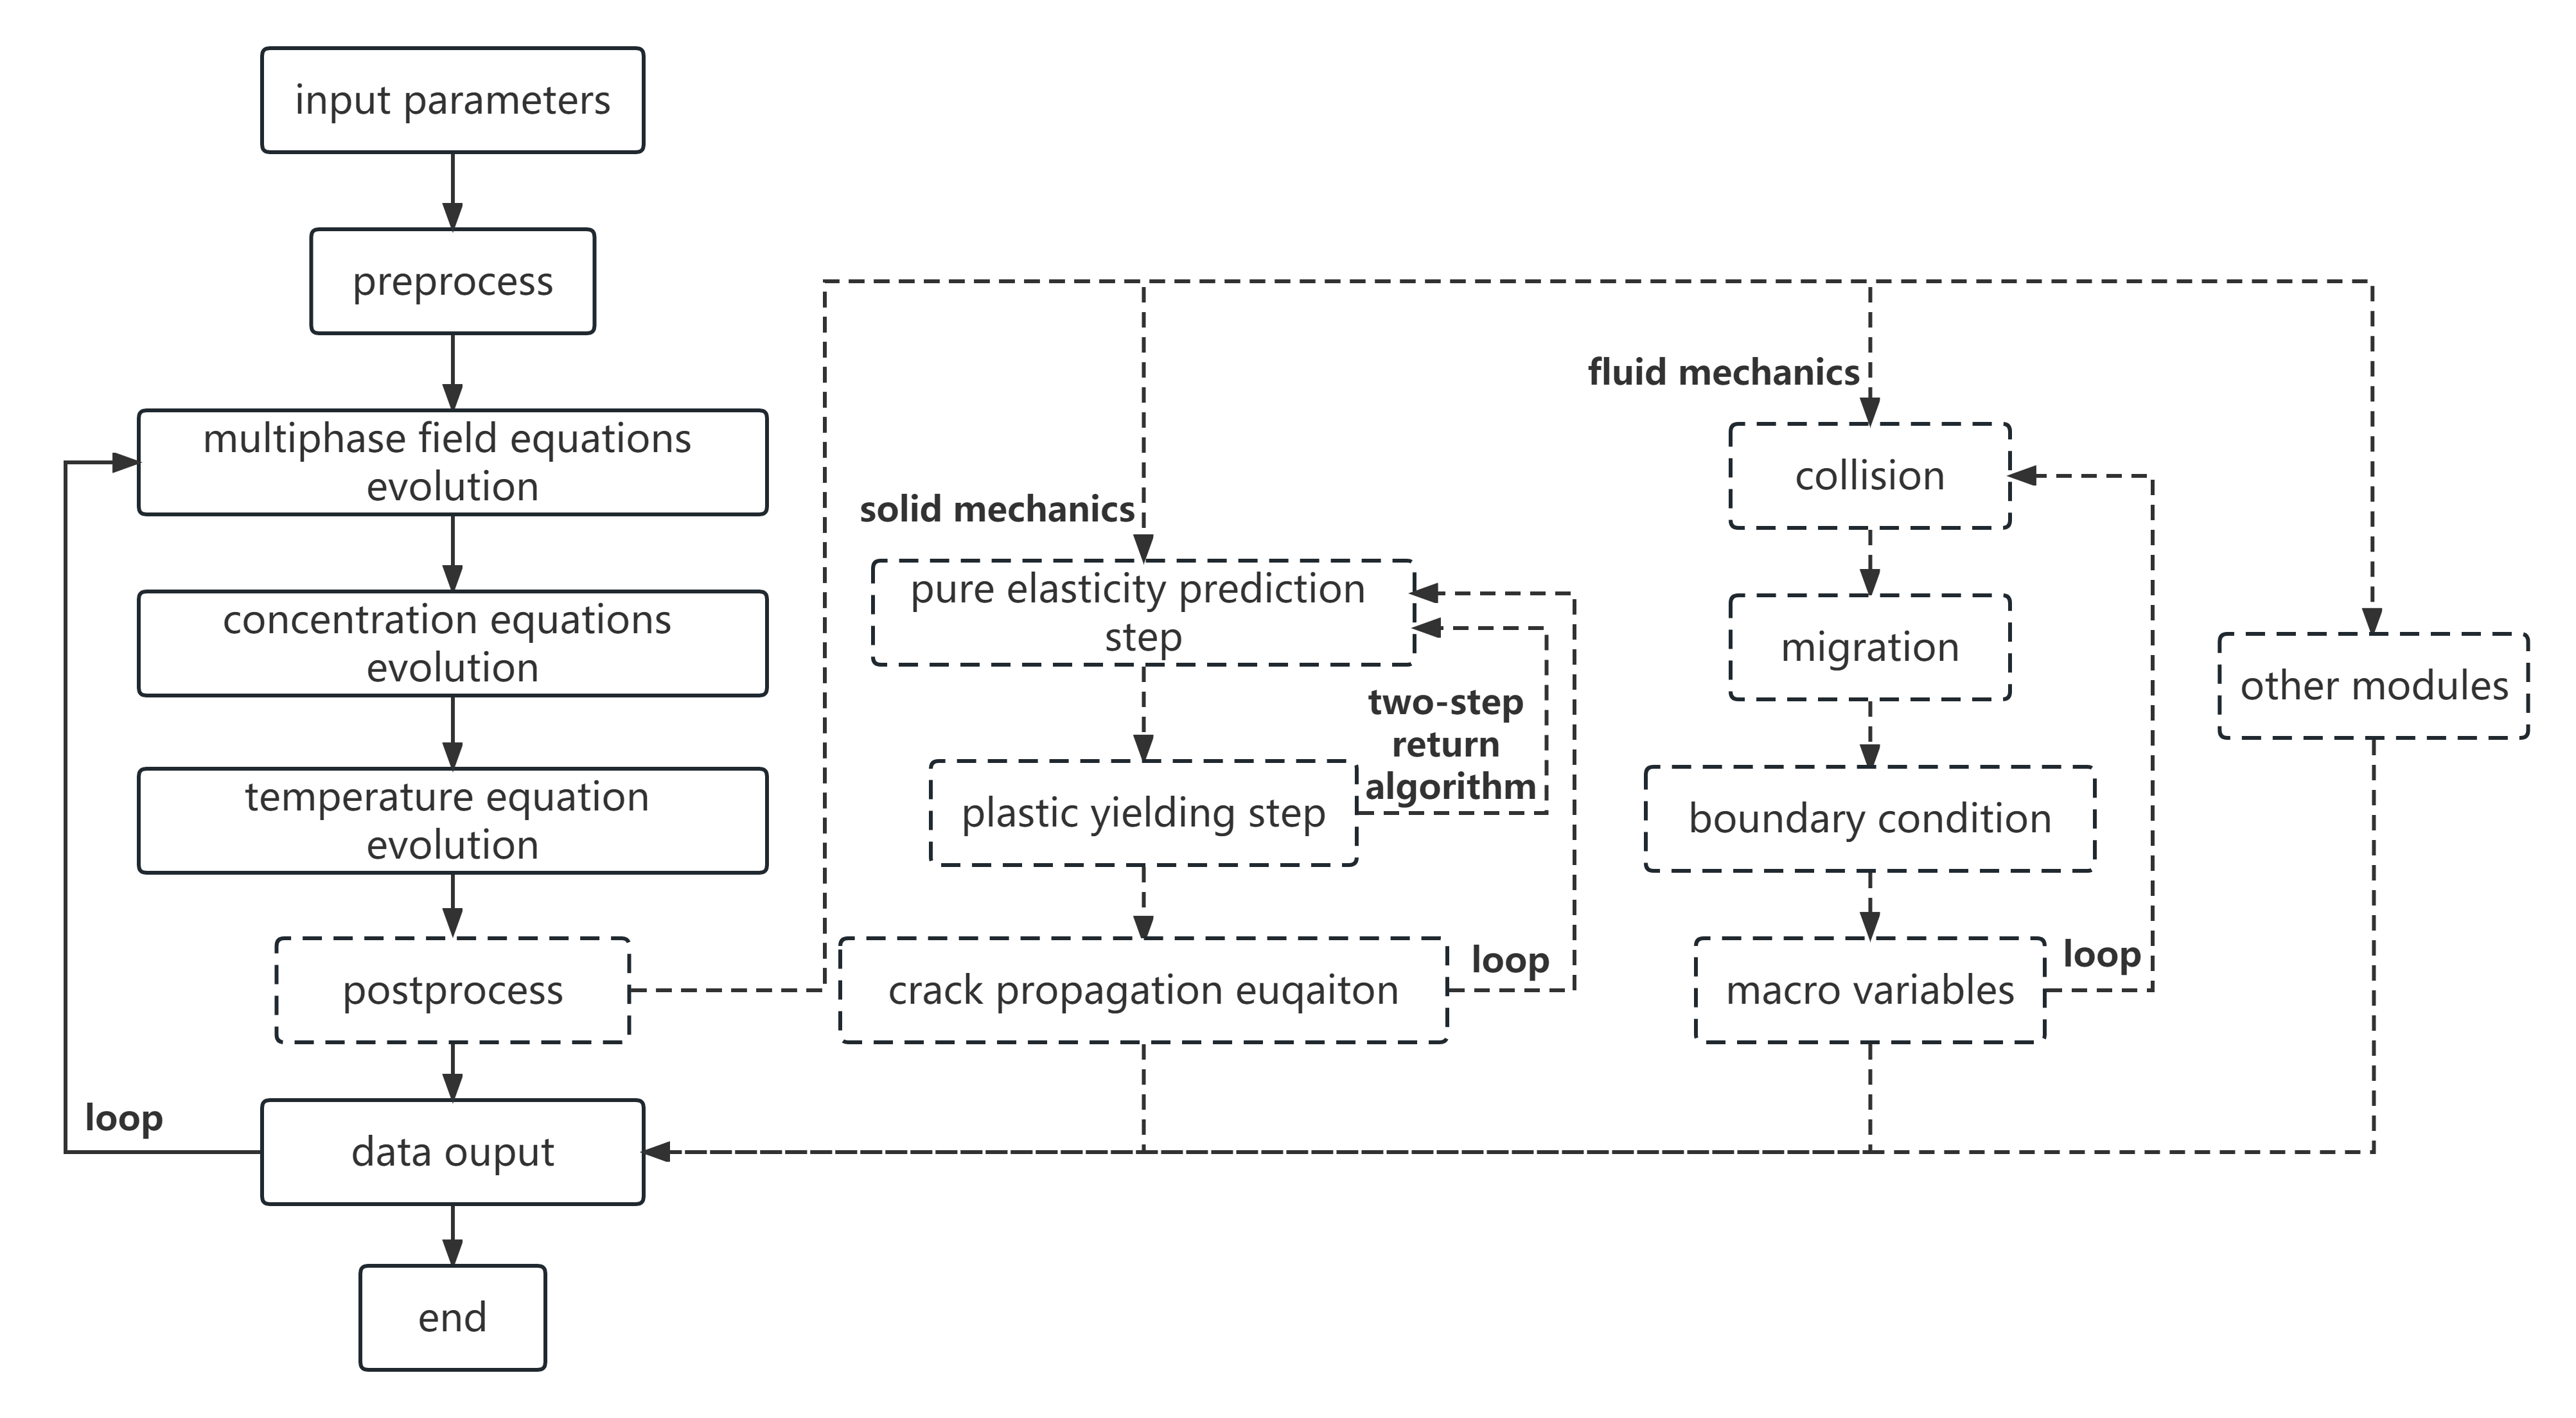 input parameters
preprocess
multiphase field equations
evolution
concentration equations
evolution
temperature equation
evolution
postprocess
loop
data ouput
end
solid mechanics
pure elasticity prediction
step
two-step
return
algorithm
plastic yielding step
crack propagation euqaiton
loop
fluid mechanics
collision
migration
boundary condition
macro variables
loop
other modules